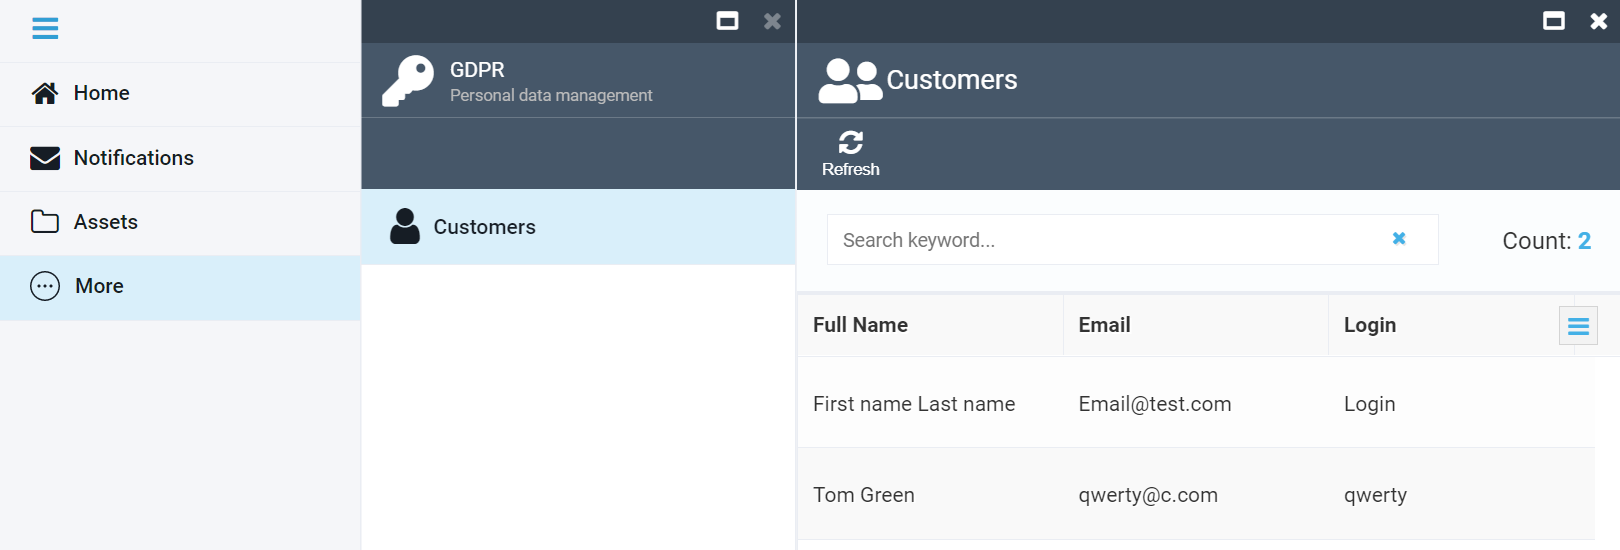 Home
Notifications
Assets
More
GDPR
Personal data management
Customers
Customers
Refresh
Search keyword...
Count: 2
Full Name Email Login
First name Last name Email@test.com Login
Tom Green qwerty@c.com qwerty